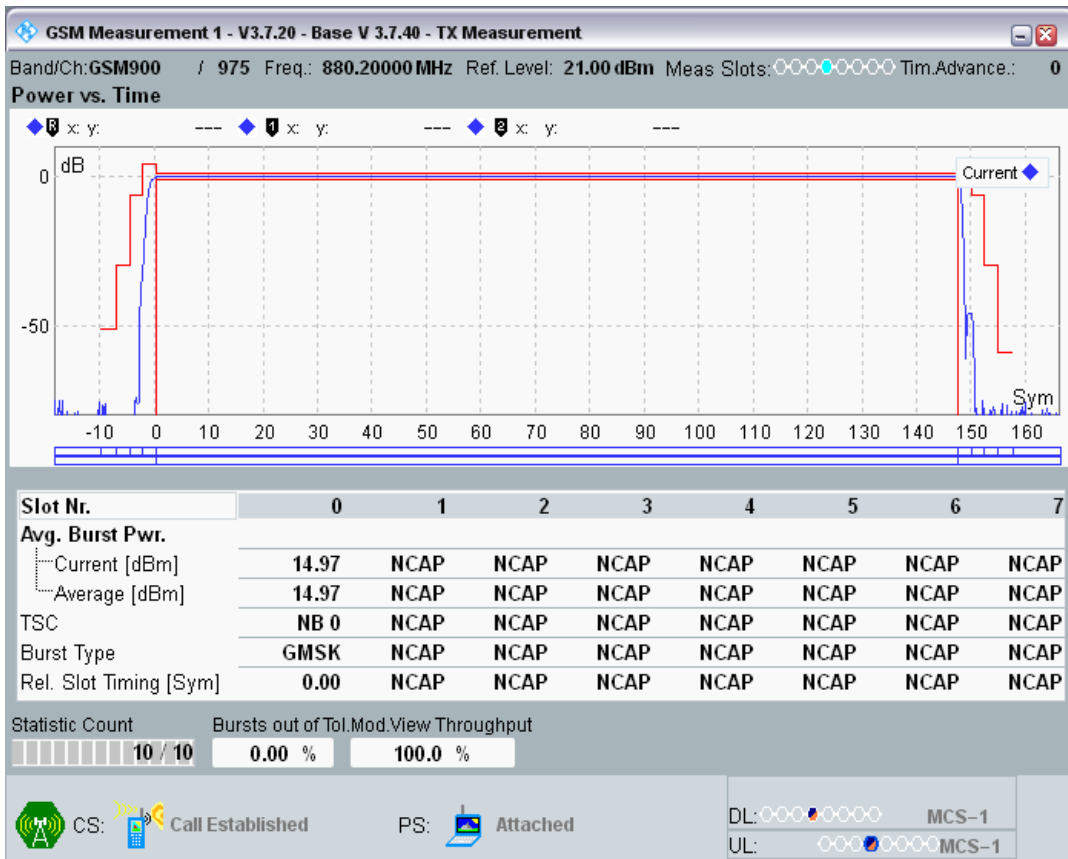 GSM Measurement 1 - V3.7.20 - Base V 3.7.40 - TX Measurement
Band/Ch:GSM900 / 975 Freq.: 880.20000 MHz Ref. Level: 21.00 dBm Meas Slots: Tim.Advance.: 0
Power vs. Time
R x: y: --- 1 x: y: --- 2 x: y: ---
dB
Current
0
-50
Sym
-10 0 10 20 30 40 50 60 70 80 90 100 110 120 130 140 150 160
Slot Nr. 0 1 2 3 4 5 6 7
Avg. Burst Pwr.
Current [dBm] 14.97 NCAP NCAP NCAP NCAP NCAP NCAP NCAP
Average [dBm] 14.97 NCAP NCAP NCAP NCAP NCAP NCAP NCAP
TSC NB 0 NCAP NCAP NCAP NCAP NCAP NCAP NCAP
Burst Type GMSK NCAP NCAP NCAP NCAP NCAP NCAP NCAP
Rel. Slot Timing [Sym] 0.00 NCAP NCAP NCAP NCAP NCAP NCAP NCAP
Statistic Count Bursts out of Tol.Mod.View Throughput
10 / 10 0.00 % 100.0 %
CS: Call Established PS: Attached
DL: MCS-1
UL: MCS-1